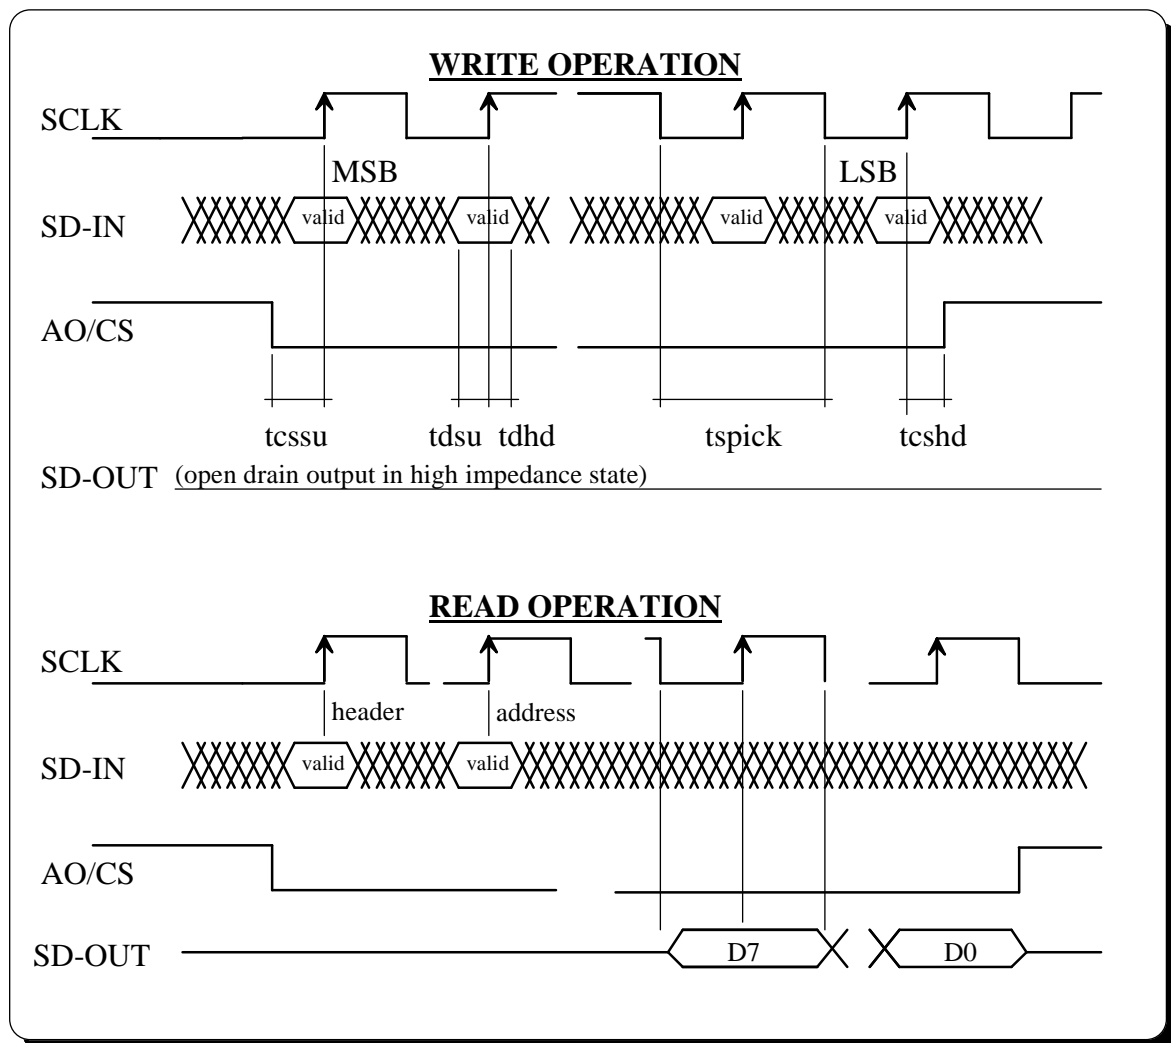 WRITE OPERATION
SCLK
MSB LSB
SD-IN valid valid valid valid
AO/CS
tcssu tdsu tdhd tspick tcshd
SD-OUT (open drain output in high impedance state)
READ OPERATION
SCLK
header address
SD-IN valid valid
AO/CS
SD-OUT D7 D0